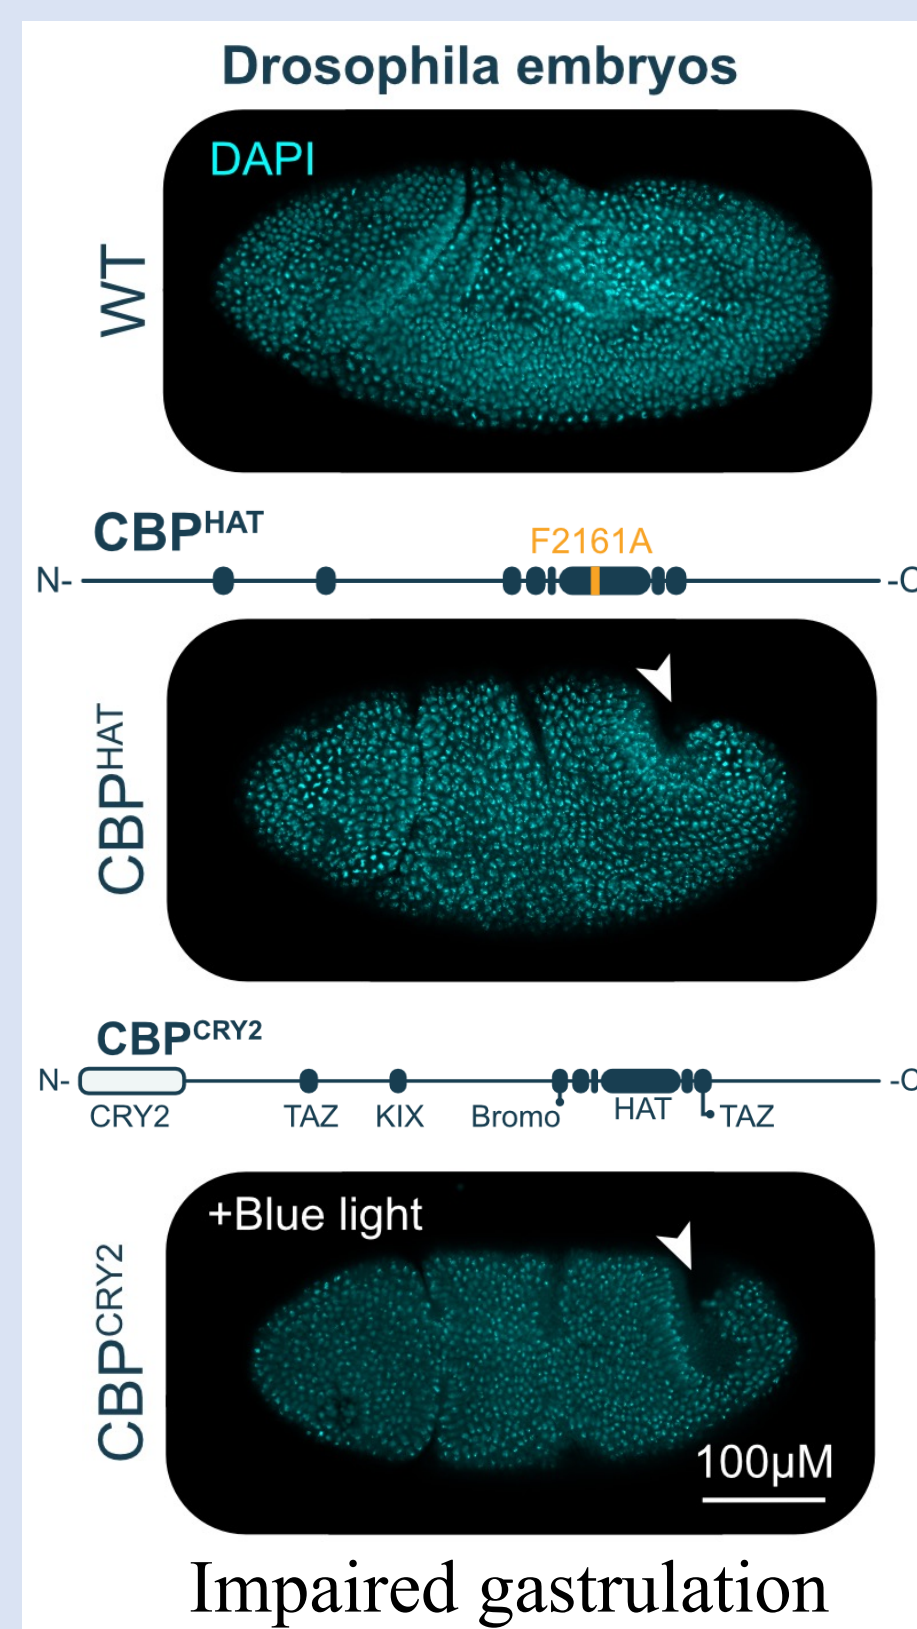 Drosophila embryos
DAPI
WT
CBPHAT
F2161A
N-
-C
CBPHAT
CBPCRY2
N-
-C
CRY2
TAZ
KIX
Bromo
HAT
TAZ
+Blue light
CBPCRY2
100µM
Impaired gastrulation